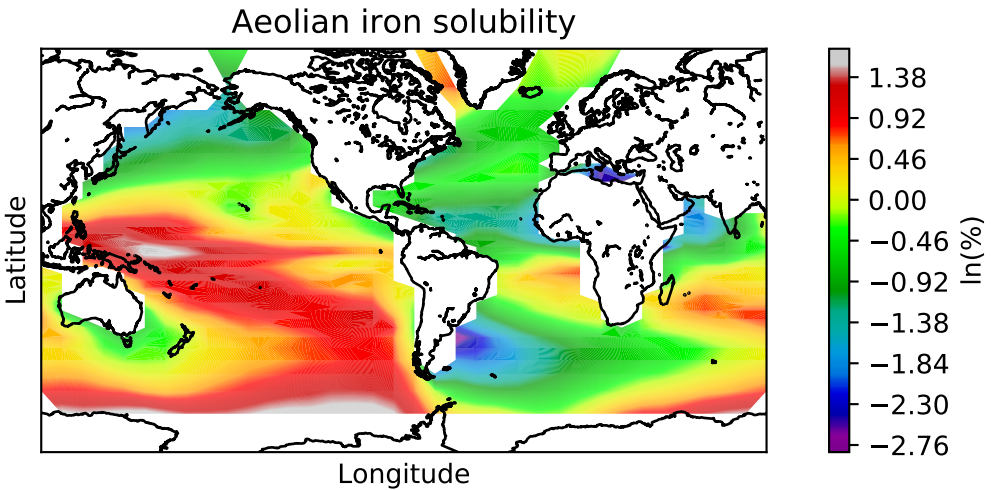 Aeolian iron solubility
Latitude
Longitude
1.38
0.92
0.46
0.00
−0.46
−0.92
−1.38
−1.84
−2.30
−2.76
ln(%)